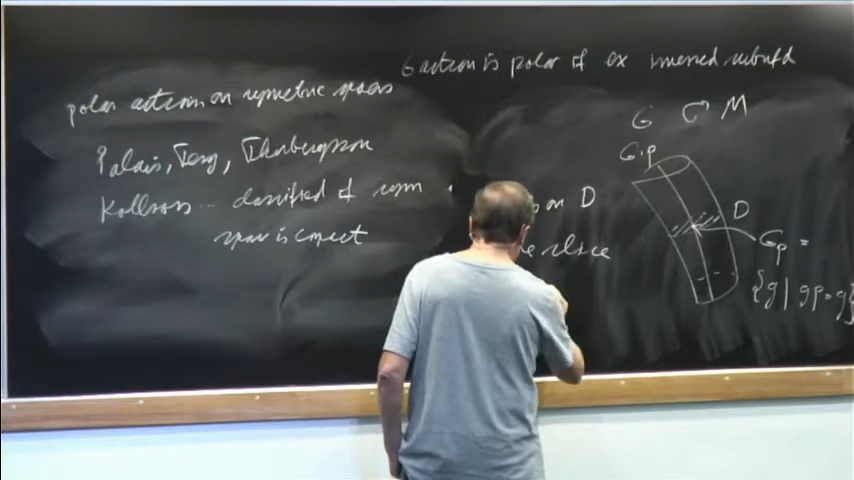 polar actions on symmetric spaces
Palais, Terng, Thorbergsson
Kollross -- classified if symm
space is compact
G action is polar if ex immersed submfd
G M
G·p
on D
slice
D
G_p =
{g | gp = g}